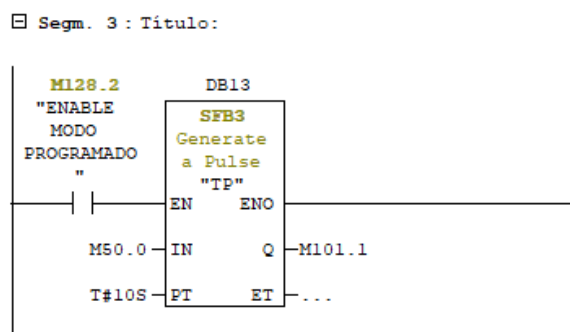 Segm. 3 : Título:
M128.2
"ENABLE
MODO
PROGRAMADO
"
DB13
SFB3
Generate
a Pulse
"TP"
EN ENO
M50.0 IN Q M101.1
T#10S PT ET ...